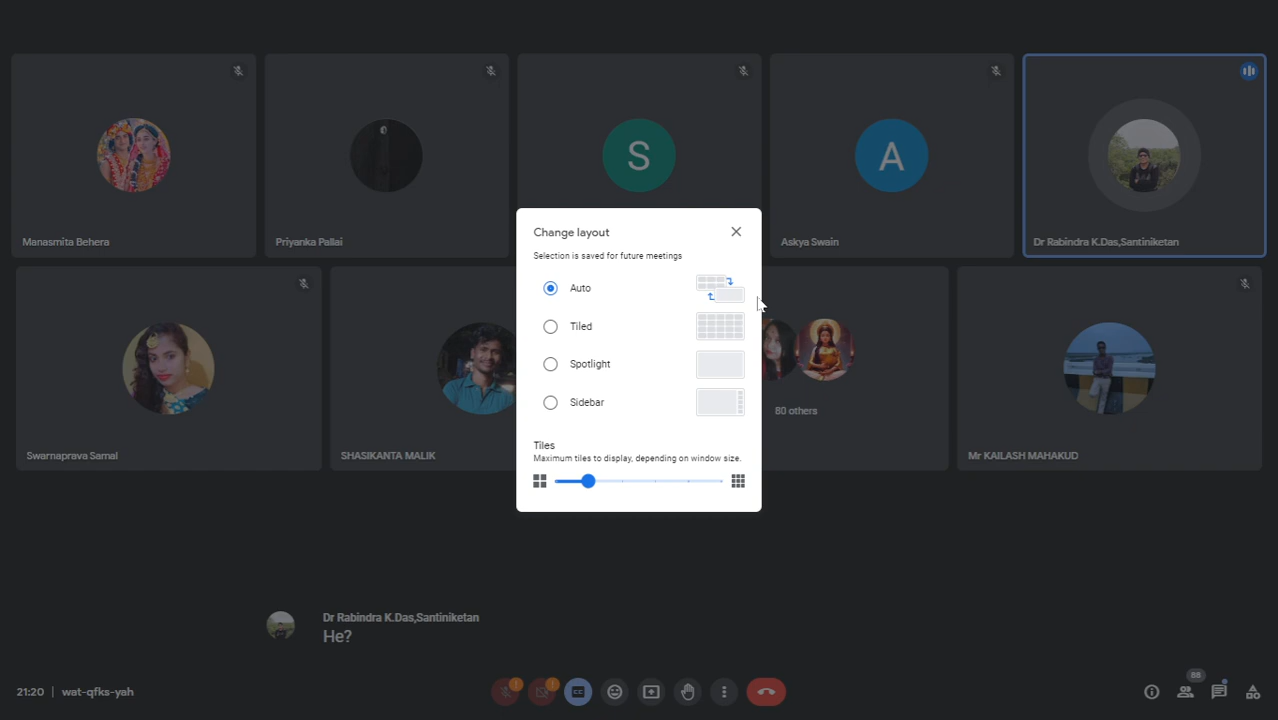 S
A
Manasmita Behera
Priyanka Pallai
Askya Swain
Dr Rabindra K.Das,Santiniketan
Change layout
Selection is saved for future meetings
Auto
Tiled
Spotlight
Sidebar
Tiles
Maximum tiles to display, depending on window size.
80 others
Swarnaprava Samal
SHASIKANTA MALIK
Mr KAILASH MAHAKUD
Dr Rabindra K.Das,Santiniketan
He?
21:20 | wat-qfks-yah
CC
88